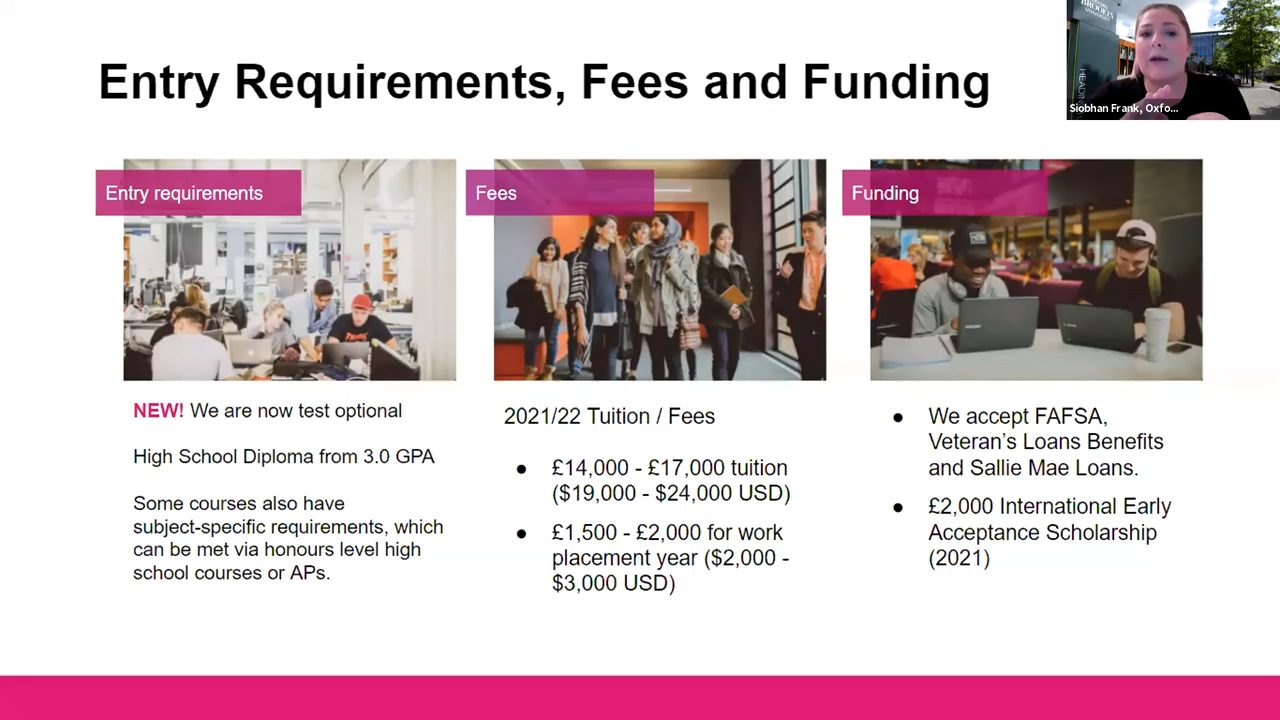 Entry Requirements, Fees and Funding
BROOKES
UNIVERSITY
Siobhan Frank, Oxfo...
Entry requirements
NEW! We are now test optional
High School Diploma from 3.0 GPA
Some courses also have
subject-specific requirements, which
can be met via honours level high
school courses or APs.
Fees
2021/22 Tuition / Fees
● £14,000 - £17,000 tuition
($19,000 - $24,000 USD)
● £1,500 - £2,000 for work
placement year ($2,000 -
$3,000 USD)
Funding
● We accept FAFSA,
Veteran’s Loans Benefits
and Sallie Mae Loans.
● £2,000 International Early
Acceptance Scholarship
(2021)